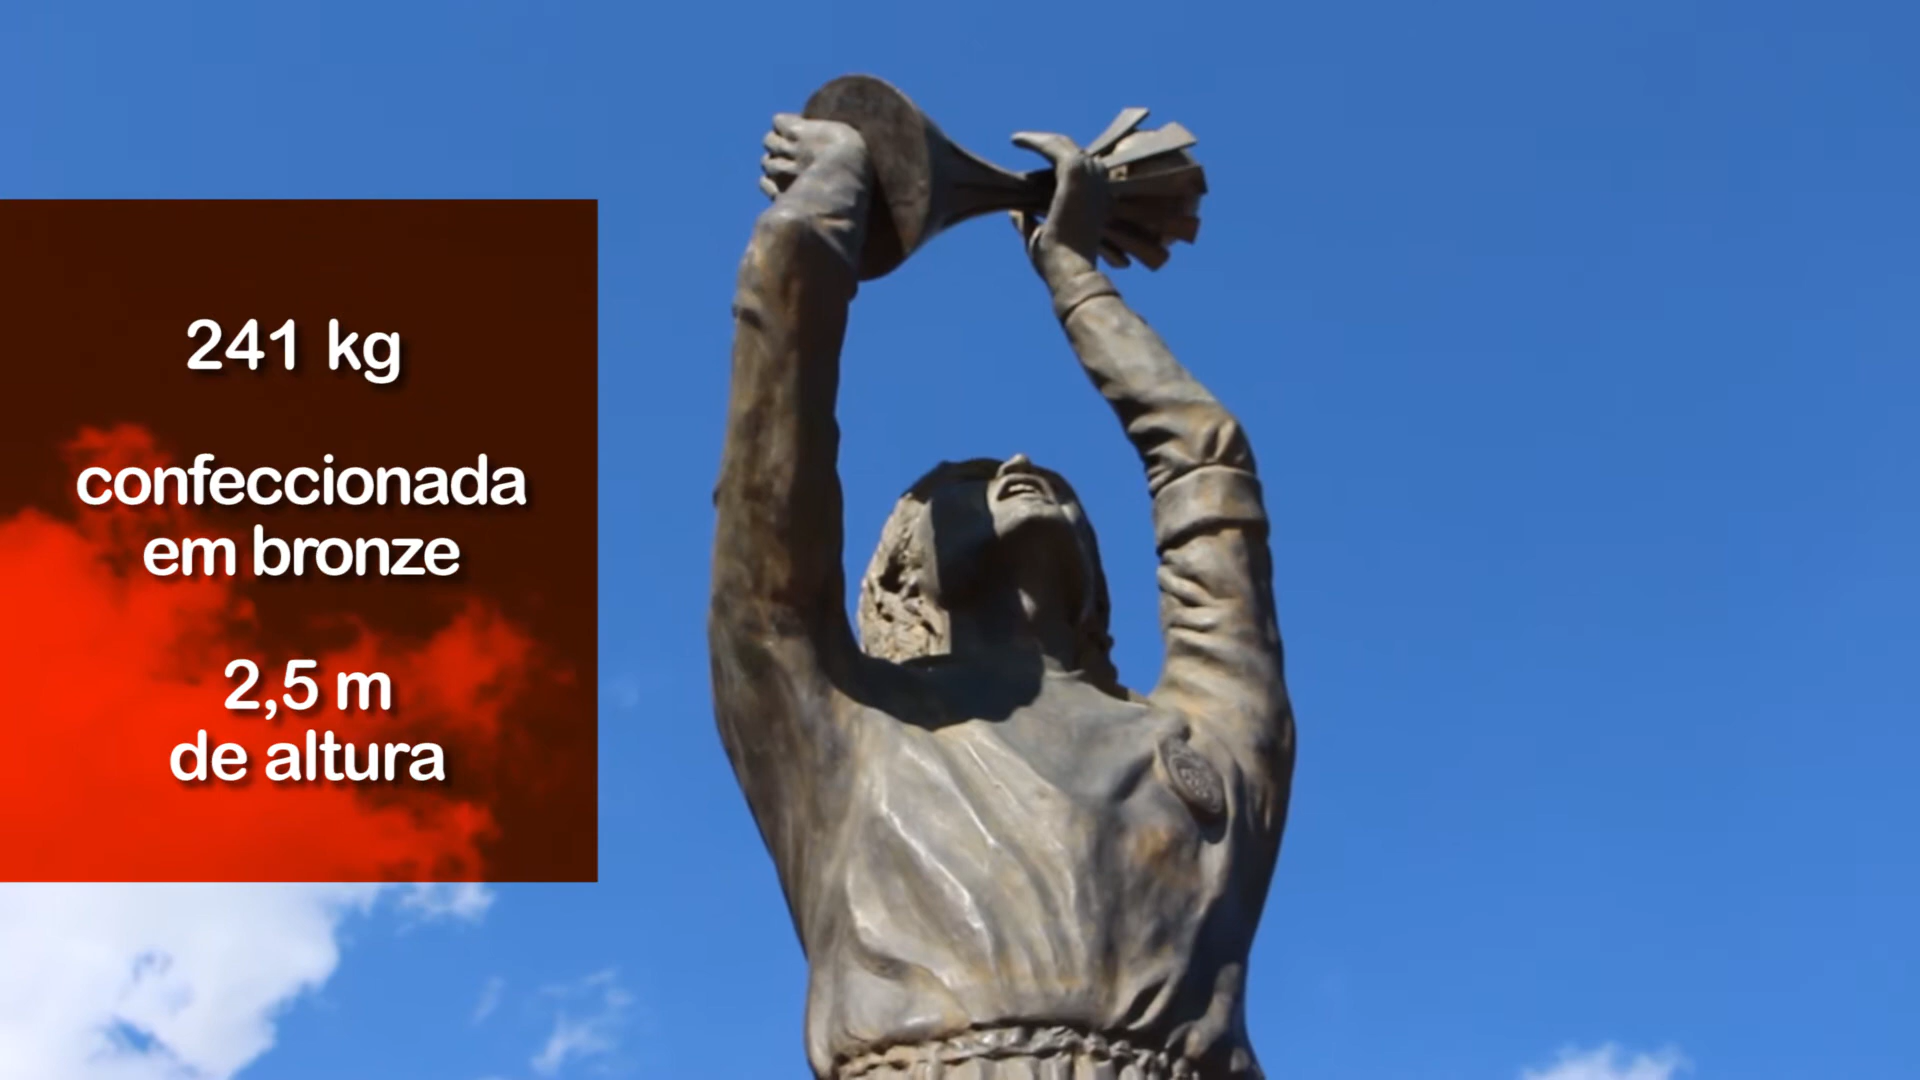 241 kg
confeccionada
em bronze
2,5 m
de altura